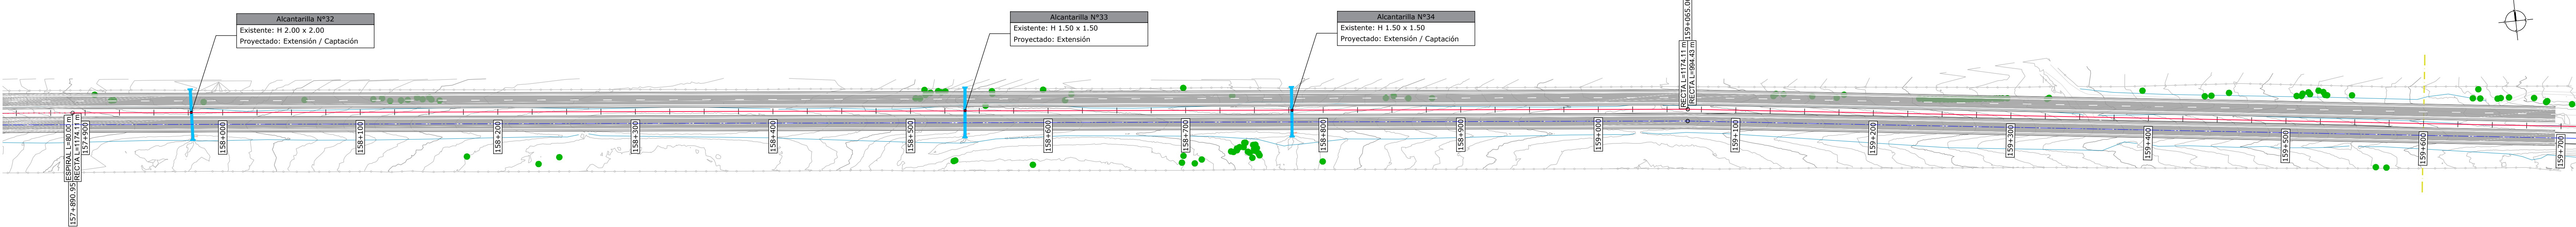 Alcantarilla N°32
Existente: H 2.00 x 2.00
Proyectado: Extensión / Captación
Alcantarilla N°33
Existente: H 1.50 x 1.50
Proyectado: Extensión
Alcantarilla N°34
Existente: H 1.50 x 1.50
Proyectado: Extensión / Captación
157+890.95
ESPIRAL L=90.00 m
RECTA L=1174.11 m
157+900
158+000
158+100
158+200
158+300
158+400
158+500
158+600
158+700
158+800
158+900
159+000
RECTA L=1174.11 m
RECTA L=994.43 m
159+065.06
159+100
159+200
159+300
159+400
159+500
159+600
159+700